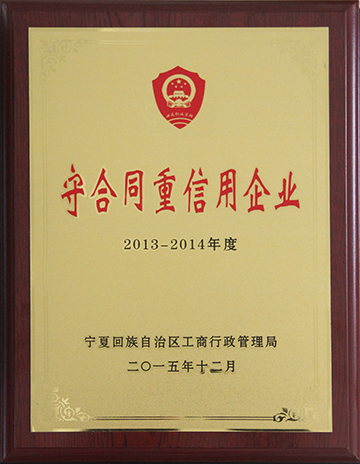 守合同重信用企业
2013-2014年度
宁夏回族自治区工商行政管理局
二〇一五年十二月